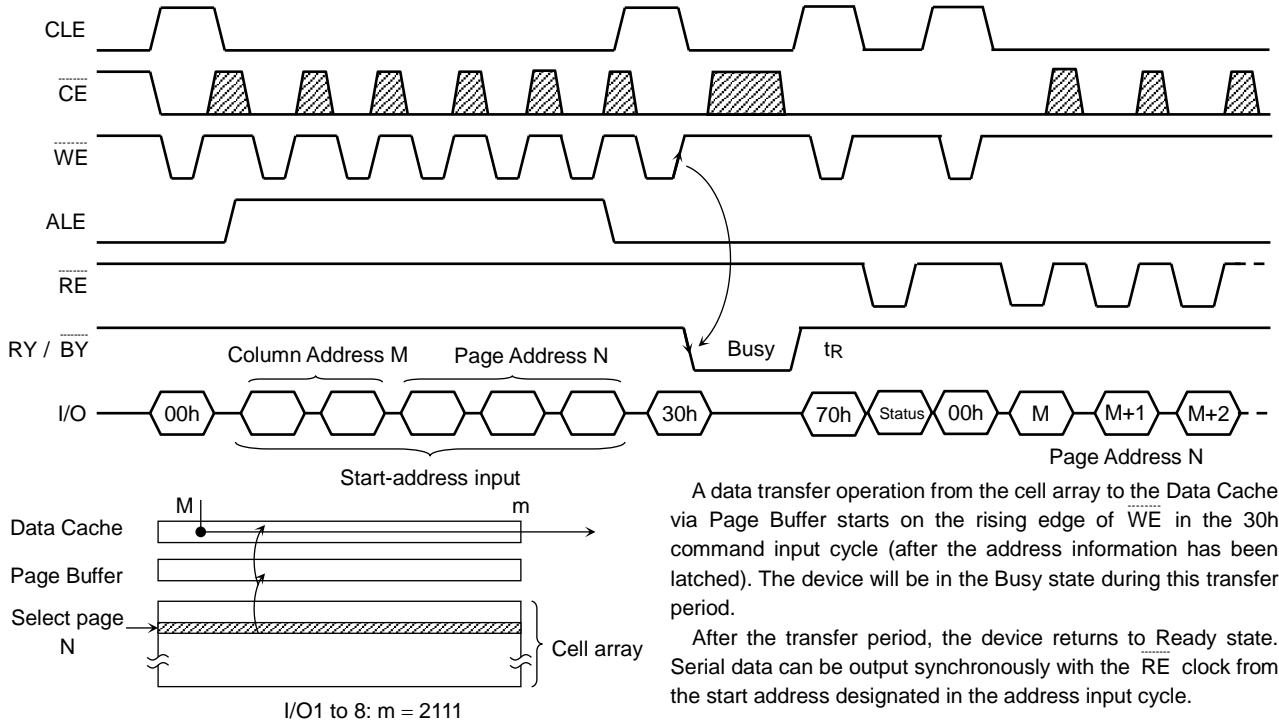 CLE
CE
WE
ALE
RE
RY / BY
Busy
tR
Column Address M
Page Address N
I/O
00h
30h
70h
Status
00h
M
M+1
M+2
Start-address input
Page Address N
M
m
Data Cache
Page Buffer
Select page
N
Cell array
I/O1 to 8: m = 2111
A data transfer operation from the cell array to the Data Cache
via Page Buffer starts on the rising edge of WE in the 30h
command input cycle (after the address information has been
latched). The device will be in the Busy state during this transfer
period.
After the transfer period, the device returns to Ready state.
Serial data can be output synchronously with the RE clock from
the start address designated in the address input cycle.